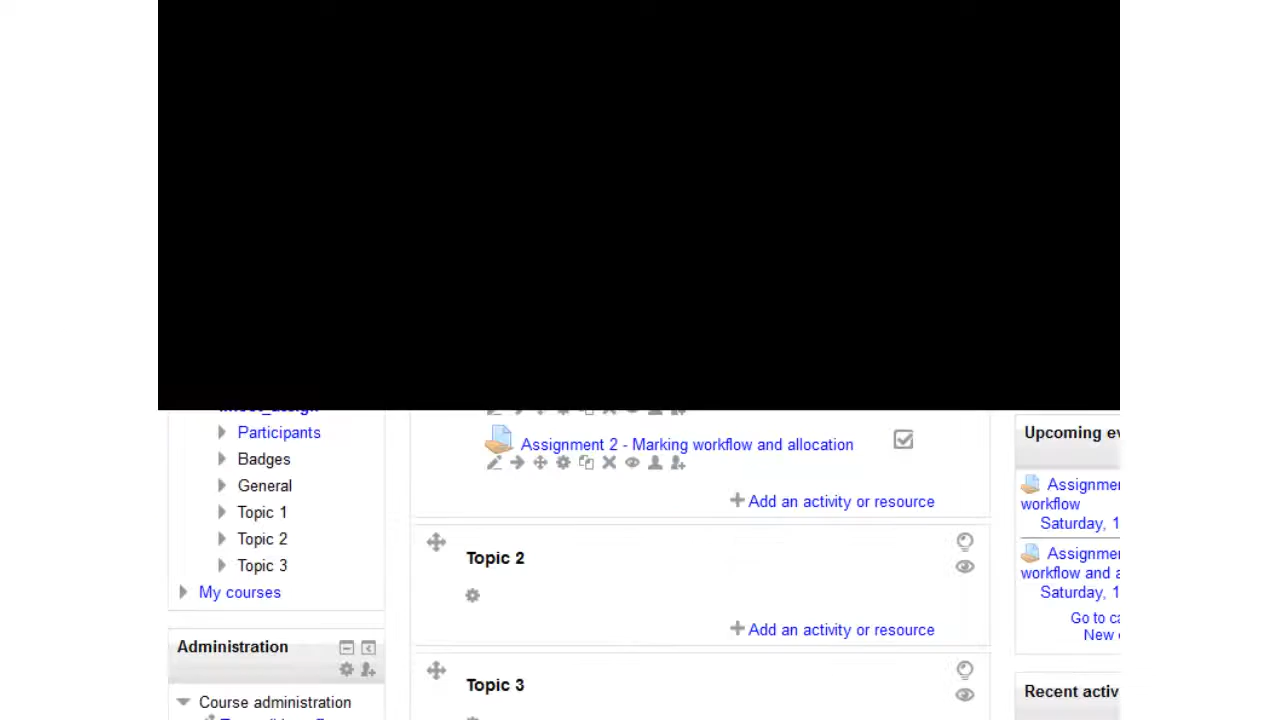 Participants
Badges
General
Topic 1
Topic 2
Topic 3
My courses
Administration
Course administration
Assignment 2 - Marking workflow and allocation
Add an activity or resource
Topic 2
Add an activity or resource
Topic 3
Upcoming ev
Assignme
workflow
Saturday, 1
Assignme
workflow and a
Saturday, 1
Go to ca
New e
Recent activ